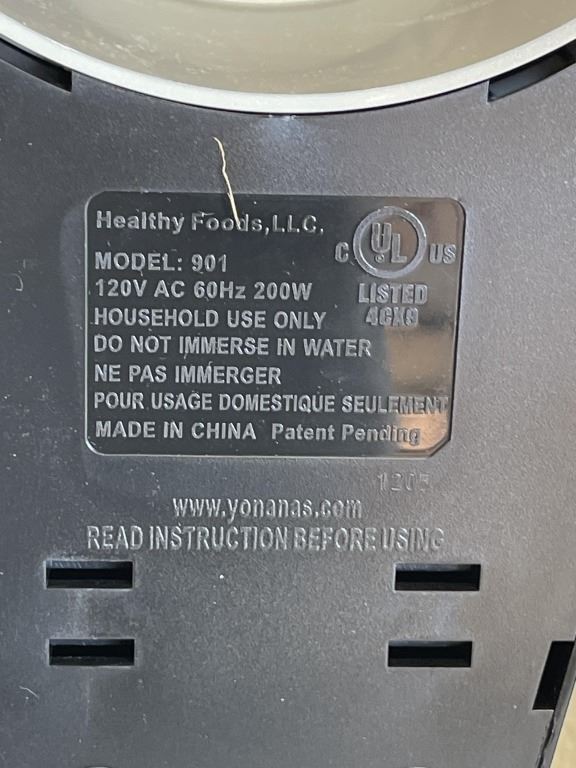 Healthy Foods,LLC.
MODEL: 901
120V AC 60Hz 200W
HOUSEHOLD USE ONLY
DO NOT IMMERSE IN WATER
NE PAS IMMERGER
POUR USAGE DOMESTIQUE SEULEMENT
MADE IN CHINA Patent Pending
C UL US
LISTED
4CK9
1205
www.yonanas.com
READ INSTRUCTION BEFORE USING